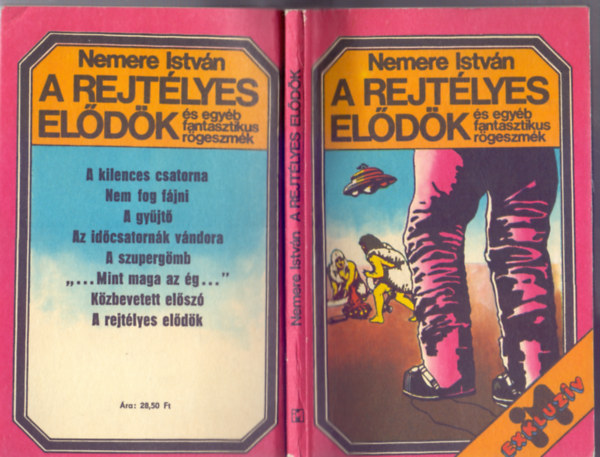 Nemere István
A REJTÉLYES
ELŐDÖK
és egyéb
fantasztikus
rögeszmék
A kilences csatorna
Nem fog fájni
A gyűjtő
Az időcsatornák vándora
A szupergömb
„...Mint maga az ég..."
Közbevetett előszó
A rejtélyes elődök
Ára: 28,50 Ft
Nemere István A REJTÉLYES ELŐDÖK
Nemere István
A REJTÉLYES
ELŐDÖK
és egyéb
fantasztikus
rögeszmék
EXKLUZÍV